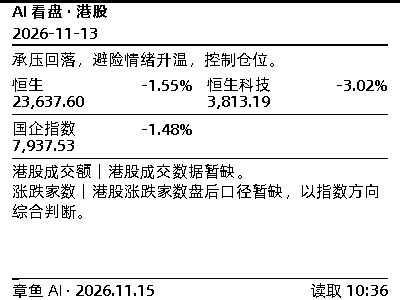 AI 看盘 · 港股
2026-11-13
承压回落，避险情绪升温，控制仓位。
恒生 -1.55% 恒生科技 -3.02%
23,637.60 3,813.19
国企指数 -1.48%
7,937.53
港股成交额｜港股成交数据暂缺。
涨跌家数｜港股涨跌家数盘后口径暂缺，以指数方向
综合判断。
章鱼 AI · 2026.11.15 读取 10:36